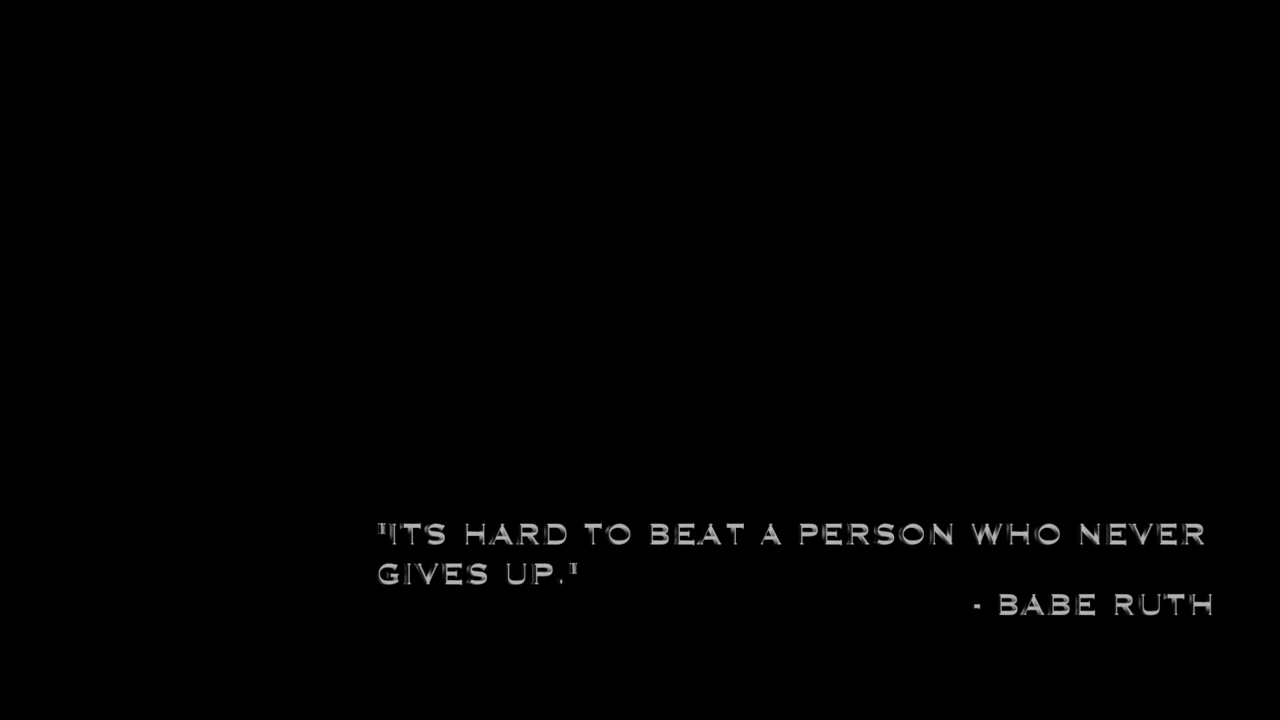 "ITS HARD TO BEAT A PERSON WHO NEVER
GIVES UP."
- BABE RUTH